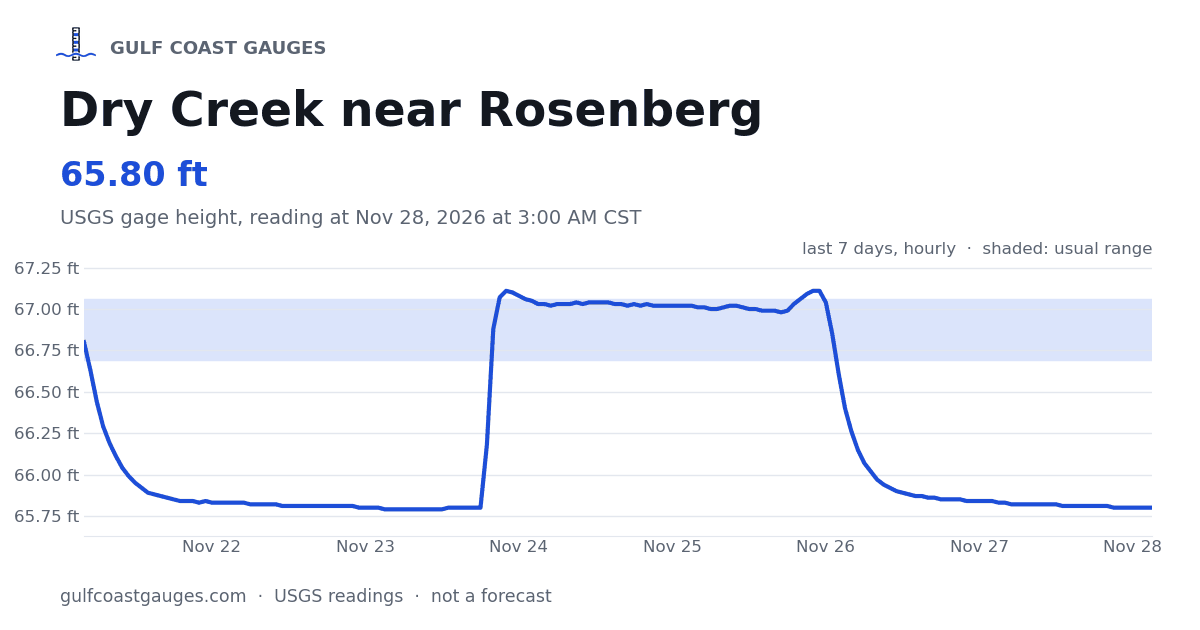 GULF COAST GAUGES
Dry Creek near Rosenberg
65.80 ft
USGS gage height, reading at Nov 28, 2026 at 3:00 AM CST
last 7 days, hourly · shaded: usual range
67.25 ft
67.00 ft
66.75 ft
66.50 ft
66.25 ft
66.00 ft
65.75 ft
Nov 22 Nov 23 Nov 24 Nov 25 Nov 26 Nov 27 Nov 28
gulfcoastgauges.com · USGS readings · not a forecast